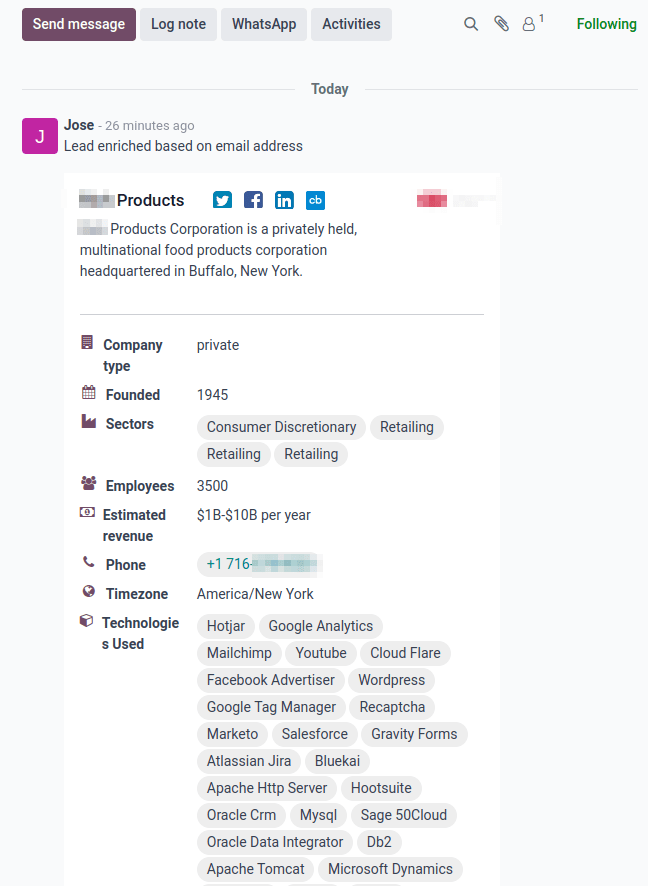 Send message Log note WhatsApp Activities 1 Following
Today
J Jose - 26 minutes ago
Lead enriched based on email address
Products cb
Products Corporation is a privately held,
multinational food products corporation
headquartered in Buffalo, New York.
Company type private
Founded 1945
Sectors Consumer Discretionary Retailing
Retailing Retailing
Employees 3500
Estimated revenue $1B-$10B per year
Phone +1 716-
Timezone America/New York
Technologies Used Hotjar Google Analytics
Mailchimp Youtube Cloud Flare
Facebook Advertiser Wordpress
Google Tag Manager Recaptcha
Marketo Salesforce Gravity Forms
Atlassian Jira Bluekai
Apache Http Server Hootsuite
Oracle Crm Mysql Sage 50Cloud
Oracle Data Integrator Db2
Apache Tomcat Microsoft Dynamics